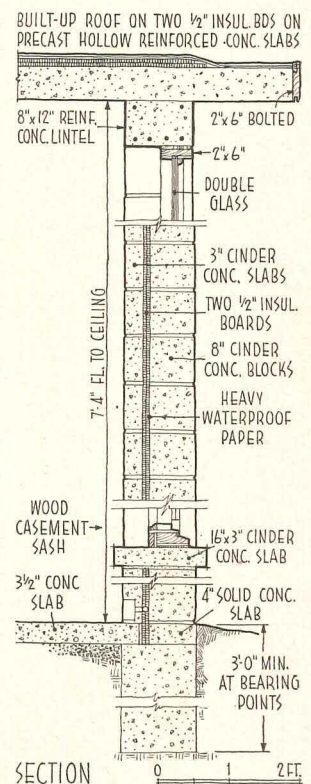 BUILT-UP ROOF ON TWO 1/2" INSUL. BDS ON
PRECAST HOLLOW REINFORCED CONC. SLABS
8"x12" REINF.
CONC. LINTEL
2"x6" BOLTED
2"x6"
DOUBLE
GLASS
3" CINDER
CONC. SLABS
TWO 1/2" INSUL.
BOARDS
8" CINDER
CONC. BLOCKS
7'-4" FL. TO CEILING
HEAVY
WATERPROOF
PAPER
WOOD
CASEMENT
SASH
16"x3" CINDER
CONC. SLAB
3 1/2" CONC
SLAB
4" SOLID CONC.
SLAB
3'-0" MIN.
AT BEARING
POINTS
SECTION
0 1 2 FT.